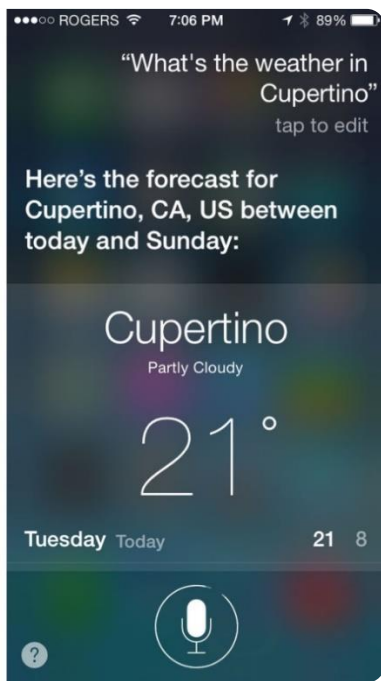 ROGERS 7:06 PM 89%
“What's the weather in
Cupertino”
tap to edit
Here’s the forecast for
Cupertino, CA, US between
today and Sunday:
Cupertino
Partly Cloudy
21°
Tuesday Today 21 8
?